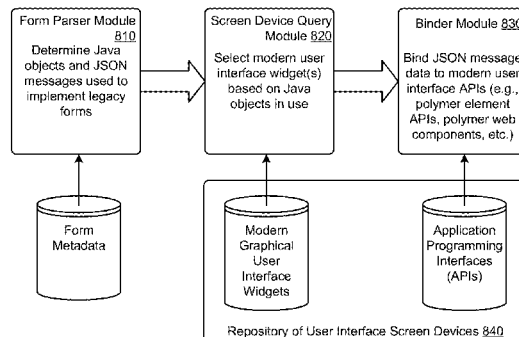 Form Parser Module
810
Determine Java
objects and JSON
messages used to
implement legacy
forms
Screen Device Query
Module 820
Select modern user
interface widget(s)
based on Java
objects in use
Binder Module 830
Bind JSON message
data to modern user
interface APIs (e.g.,
polymer element
APIs, polymer web
components, etc.)
Form
Metadata
Modern
Graphical
User
Interface
Widgets
Application
Programming
Interfaces
(APIs)
Repository of User Interface Screen Devices 840